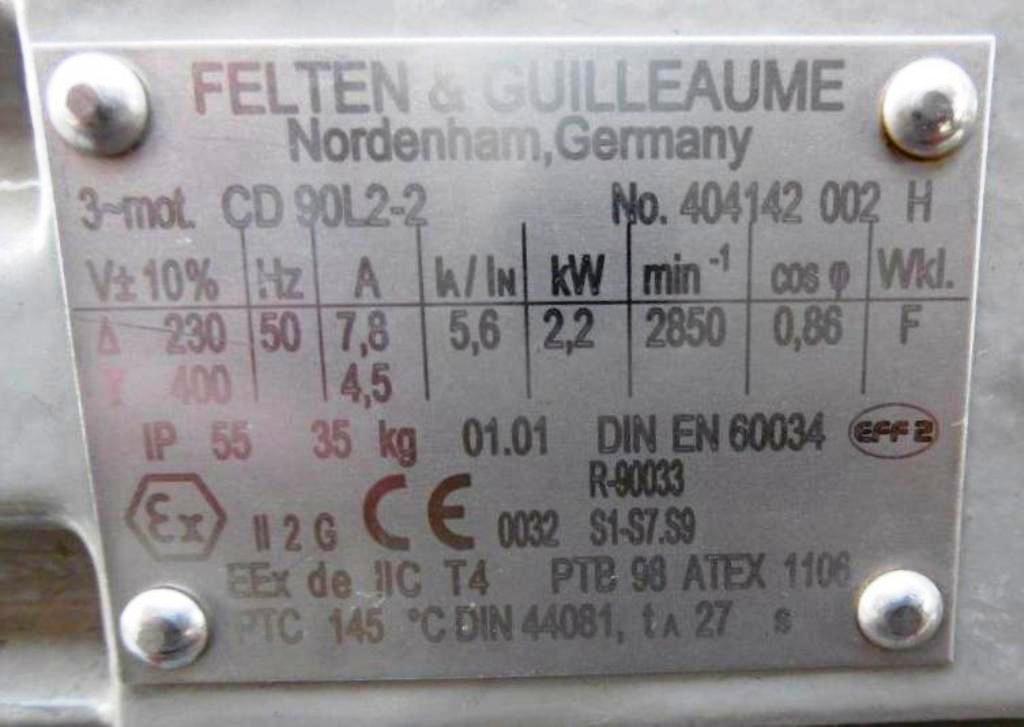 FELTEN & GUILLEAUME
Nordenham,Germany
3~mot. CD 90L2-2 No. 404142 002 H
V±10% Hz A IA/IN kW min⁻¹ cos φ Wkl.
Δ 230 50 7,8 5,6 2,2 2850 0,86 F
Y 400 4,5
IP 55 35 kg 01.01 DIN EN 60034 EFF 2
R-90033
Ex II 2 G CE 0032 S1-S7.S9
EEx de IIC T4 PTB 98 ATEX 1106
PTC 145 °C DIN 44081, tA 27 s